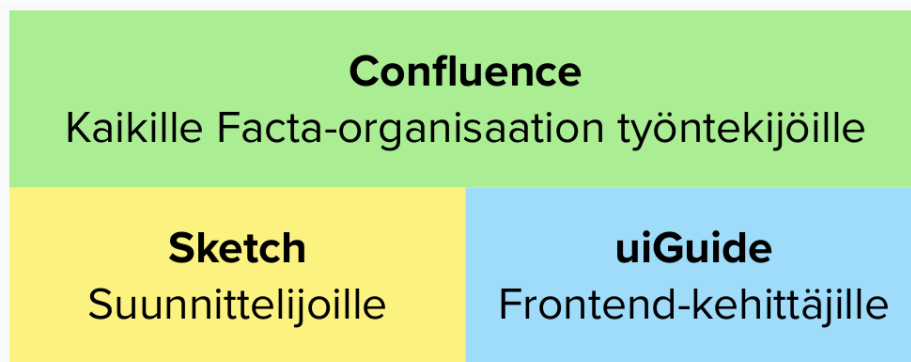 Confluence
Kaikille Facta-organisaation työntekijöille
Sketch
Suunnittelijoille
uiGuide
Frontend-kehittäjille